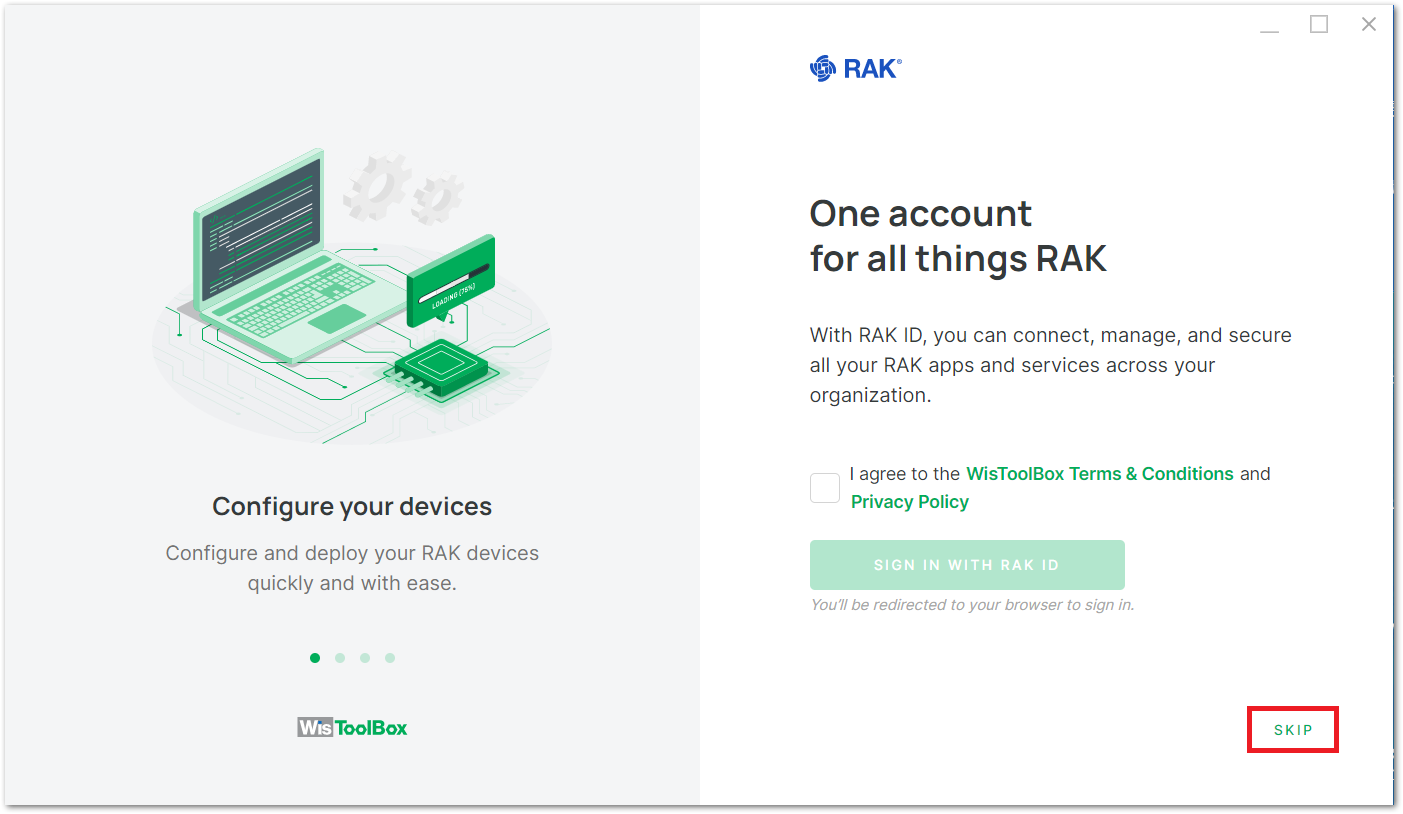 LOADING (75%)
Configure your devices
Configure and deploy your RAK devices
quickly and with ease.
WisToolBox
RAK®
One account
for all things RAK
With RAK ID, you can connect, manage, and secure
all your RAK apps and services across your
organization.
I agree to the WisToolBox Terms & Conditions and
Privacy Policy
SIGN IN WITH RAK ID
You'll be redirected to your browser to sign in.
SKIP